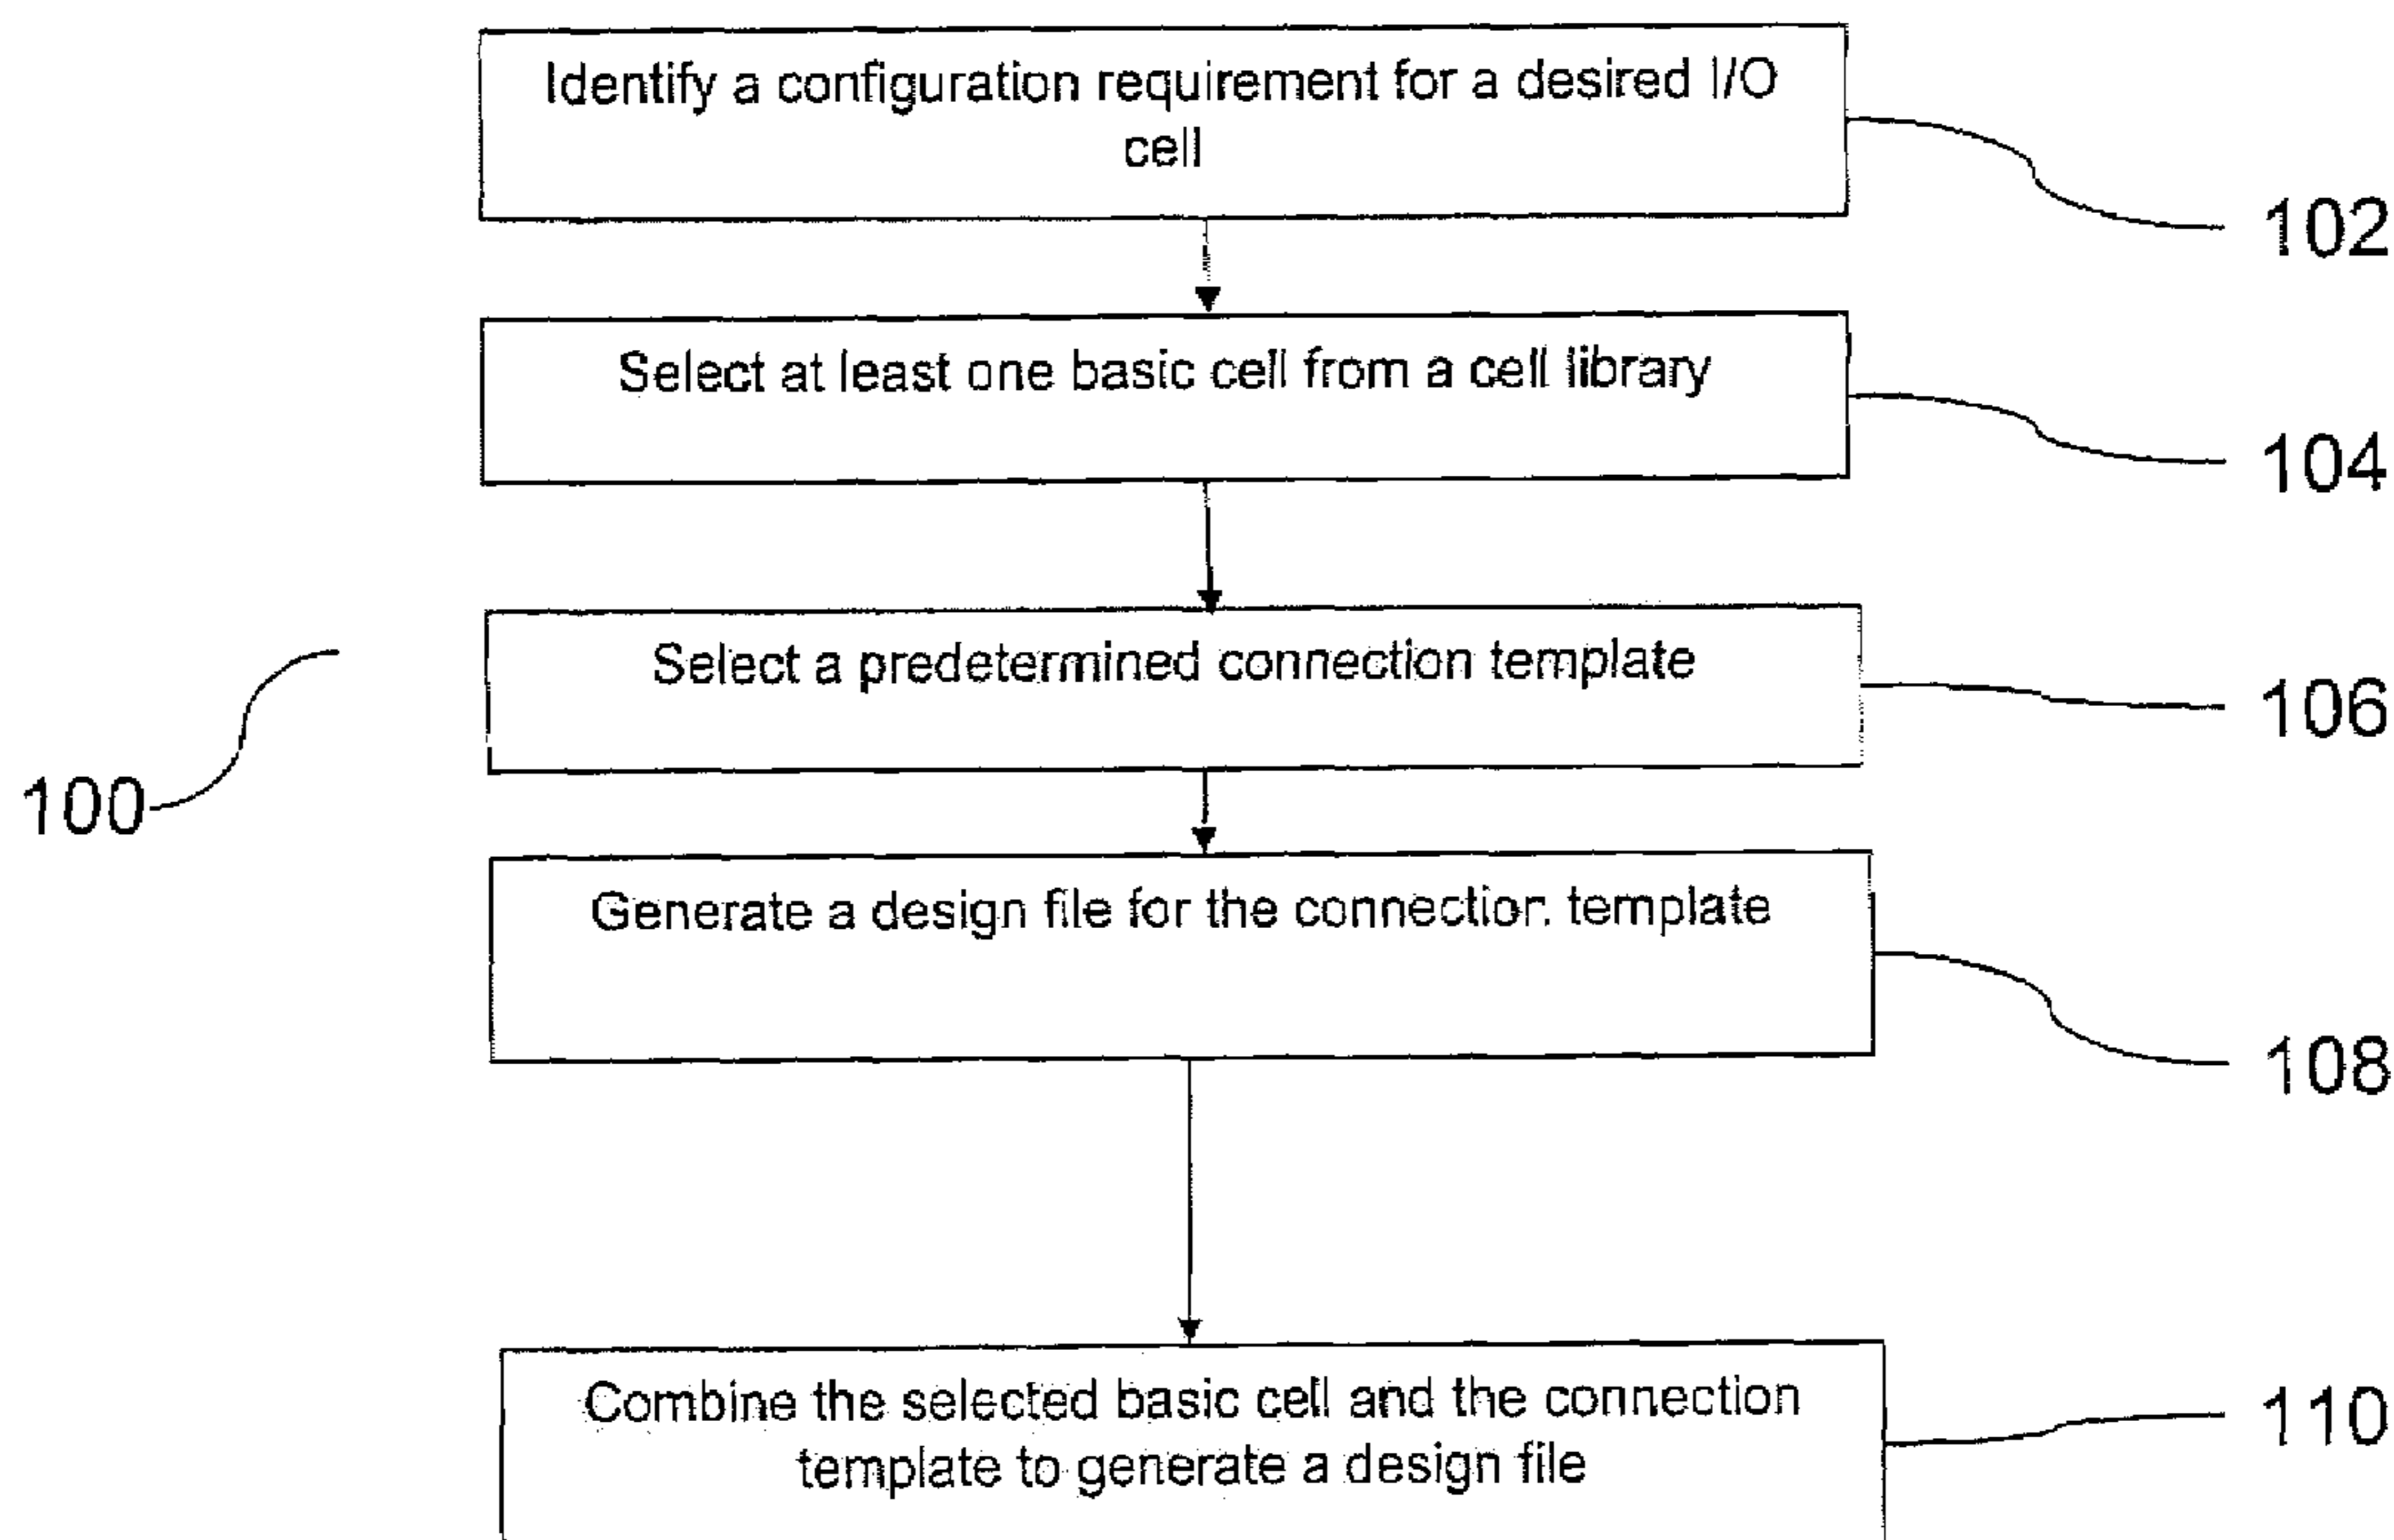 Identify a configuration requirement for a desired I/O
cell
102
Select at least one basic cell from a cell library
104
Select a predetermined connection template
106
100
Generate a design file for the connection template
108
Combine the selected basic cell and the connection
template to generate a design file
110